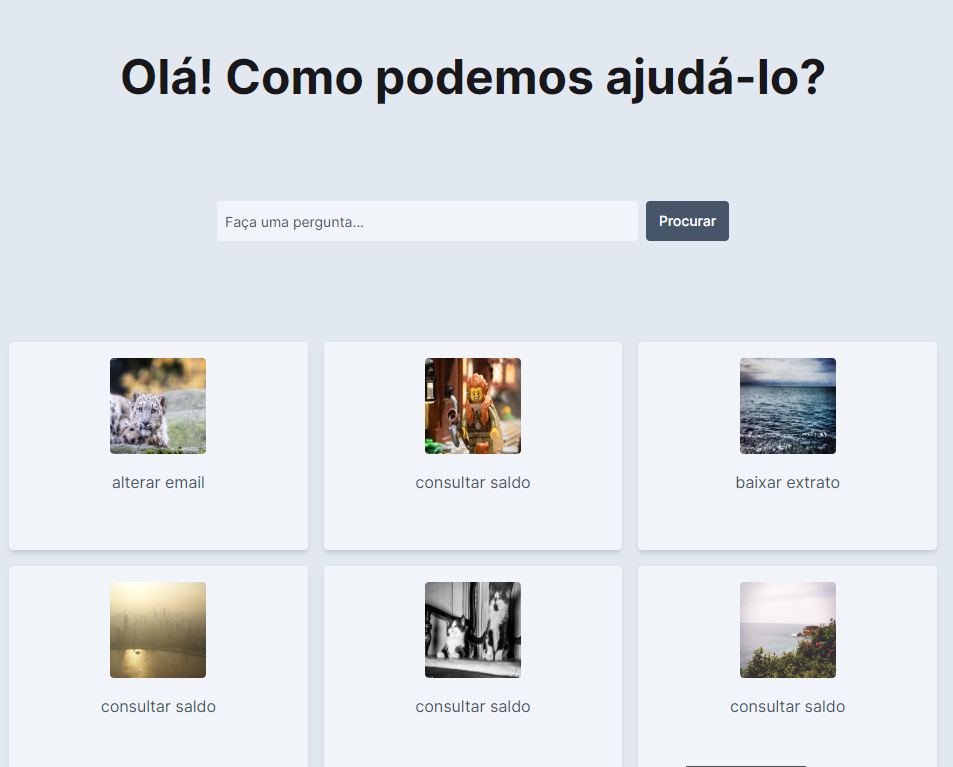 Olá! Como podemos ajudá-lo?
Faça uma pergunta...
Procurar
alterar email
consultar saldo
baixar extrato
consultar saldo
consultar saldo
consultar saldo